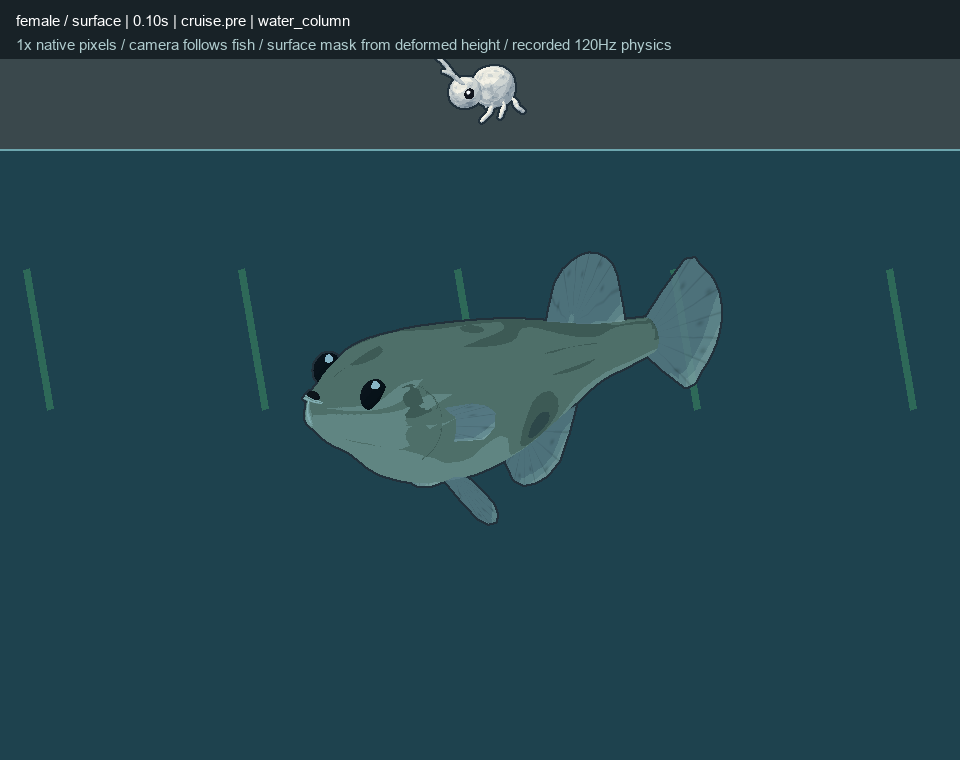 female / surface | 0.10s | cruise.pre | water_column
1x native pixels / camera follows fish / surface mask from deformed height / recorded 120Hz physics